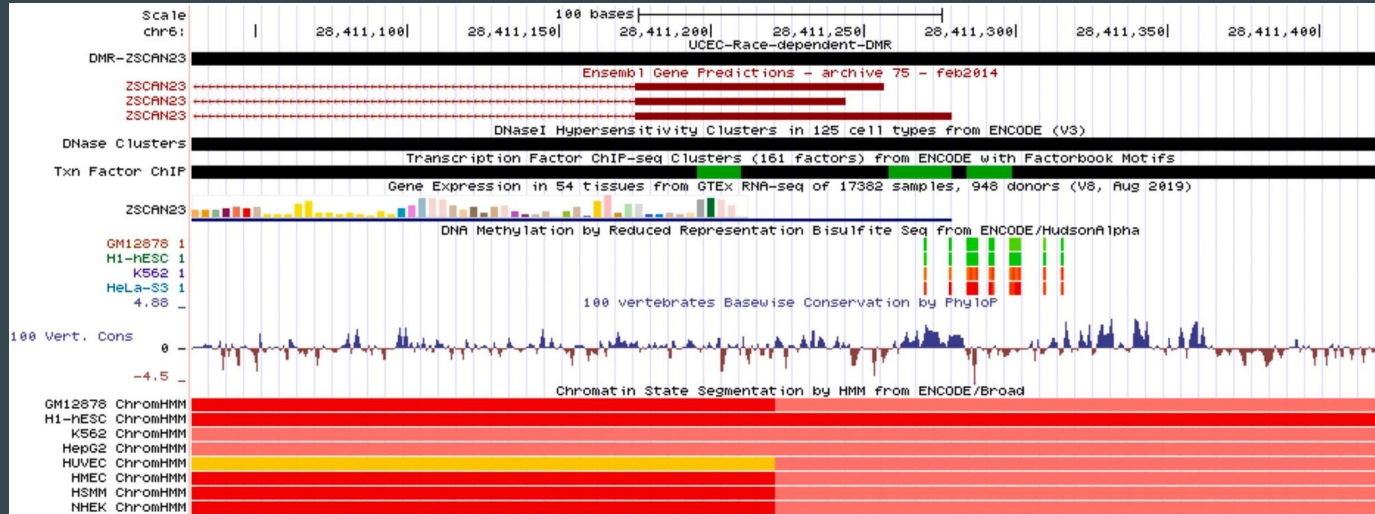 Scale 100 bases
chr6: 28,411,100 28,411,150 28,411,200 28,411,250 28,411,300 28,411,350 28,411,400
UCEC-Race-dependent-DMR
DMR-ZSCAN23
Ensembl Gene Predictions - archive 75 - feb2014
ZSCAN23
ZSCAN23
ZSCAN23
DNaseI Hypersensitivity Clusters in 125 cell types from ENCODE (V3)
DNase Clusters
Transcription Factor ChIP-seq Clusters (161 factors) from ENCODE with Factorbook Motifs
Txn Factor ChIP
Gene Expression in 54 tissues from GTEx RNA-seq of 17382 samples, 948 donors (V8, Aug 2019)
ZSCAN23
DNA Methylation by Reduced Representation Bisulfite Seq from ENCODE/HudsonAlpha
GM12878 1
H1-hESC 1
K562 1
HeLa-S3 1
4.88 _
100 vertebrates Basewise Conservation by PhyloP
100 Vert. Cons
0 -
-4.5 _
Chromatin State Segmentation by HMM from ENCODE/Broad
GM12878 ChromHMM
H1-hESC ChromHMM
K562 ChromHMM
HepG2 ChromHMM
HUVEC ChromHMM
HMEC ChromHMM
HSMM ChromHMM
NHEK ChromHMM